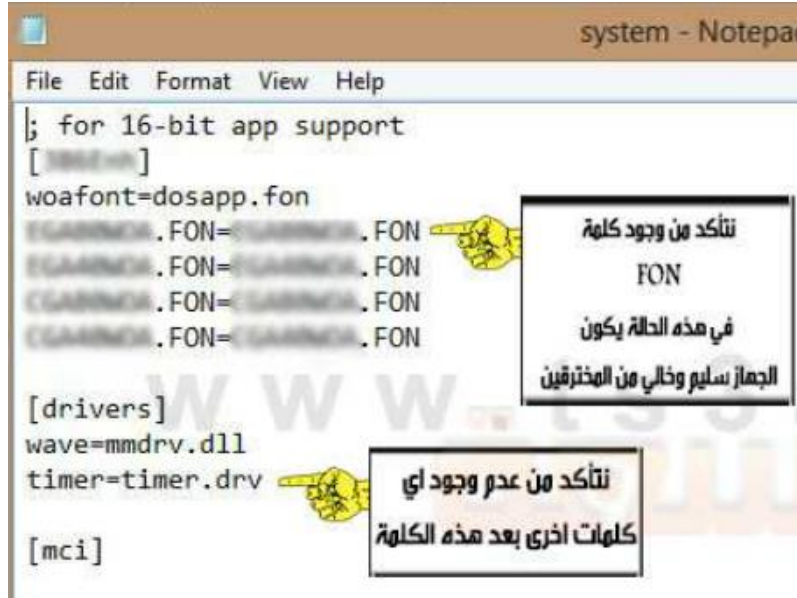 system - Notepad
File Edit Format View Help
; for 16-bit app support
[          ]
woafont=dosapp.fon
.FON= .FON
.FON= .FON
.FON= .FON
.FON= .FON
نتأكد من وجود كلمة
FON
في هذه الحالة يكون
الجهاز سليم وخالي من المخترقين
[drivers]
wave=mmdrv.dll
timer=timer.drv
نتأكد من عدم وجود اي
كلمات اخرى بعد هذه الكلمة
[mci]